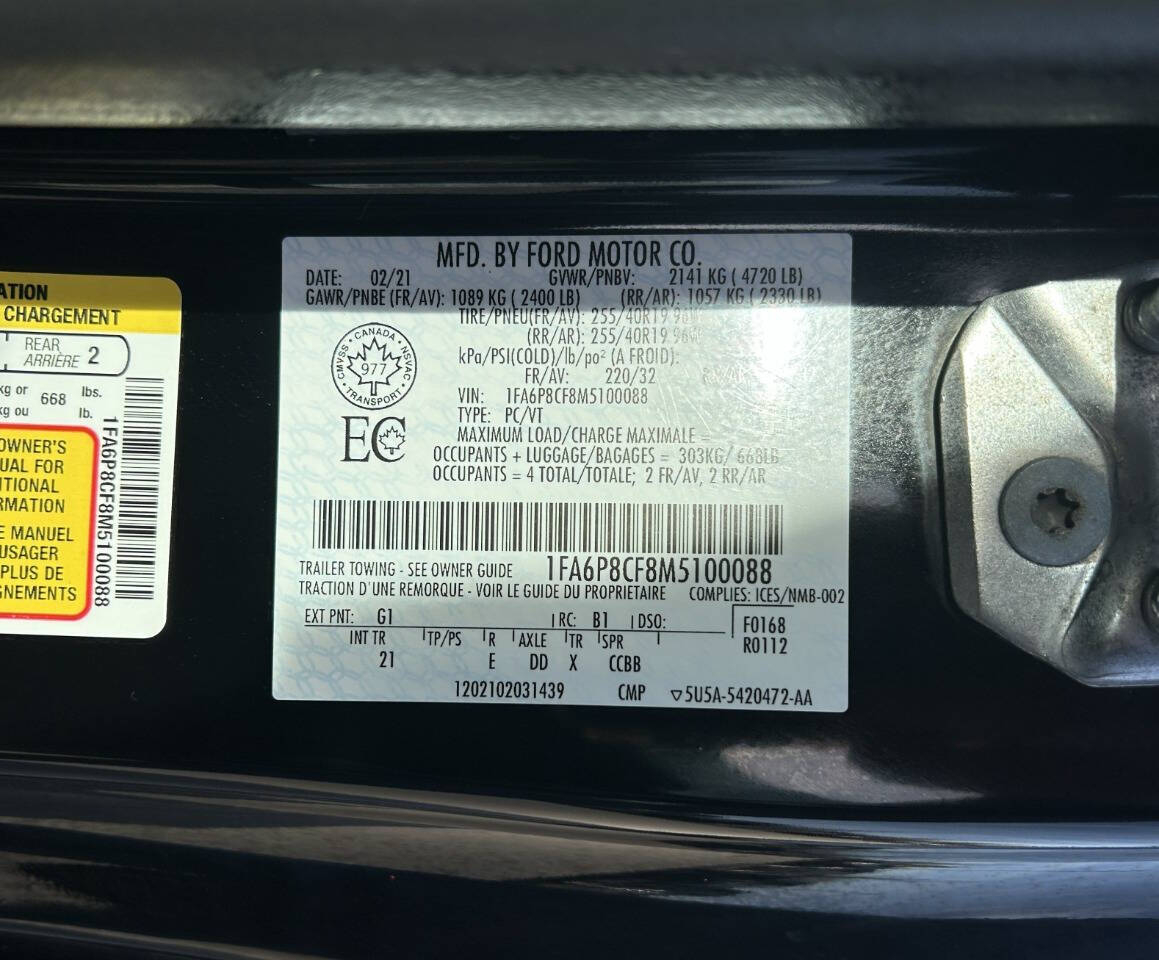 MFD. BY FORD MOTOR CO.
DATE: 02/21 GVWR/PNBV: 2141 KG ( 4720 LB)
GAWR/PNBE (FR/AV): 1089 KG ( 2400 LB) (RR/AR): 1057 KG ( 2330 LB)
TIRE/PNEU(FR/AV): 255/40R19 96W
(RR/AR): 255/40R19 96W
kPa/PSI(COLD)/lb/po² (A FROID):
FR/AV: 220/32
VIN: 1FA6P8CF8M5100088
TYPE: PC/VT
MAXIMUM LOAD/CHARGE MAXIMALE =
OCCUPANTS + LUGGAGE/BAGAGES = 303KG/ 668LB
OCCUPANTS = 4 TOTAL/TOTALE; 2 FR/AV, 2 RR/AR
CANADA
CMVSS 977 NSVAC
TRANSPORT
EC
TRAILER TOWING - SEE OWNER GUIDE 1FA6P8CF8M5100088
TRACTION D'UNE REMORQUE - VOIR LE GUIDE DU PROPRIETAIRE COMPLIES: ICES/NMB-002
EXT PNT: G1 RC: B1 DSO: F0168
R0112
INT TR TP/PS R AXLE TR SPR
21 E DD X CCBB
1202102031439 CMP ▽5U5A-5420472-AA
ATION
CHARGEMENT
REAR
ARRIÈRE 2
kg or 668 lbs.
kg ou lb.
OWNER'S
UAL FOR
ITIONAL
RMATION
E MANUEL
USAGER
PLUS DE
GNEMENTS
1FA6P8CF8M5100088